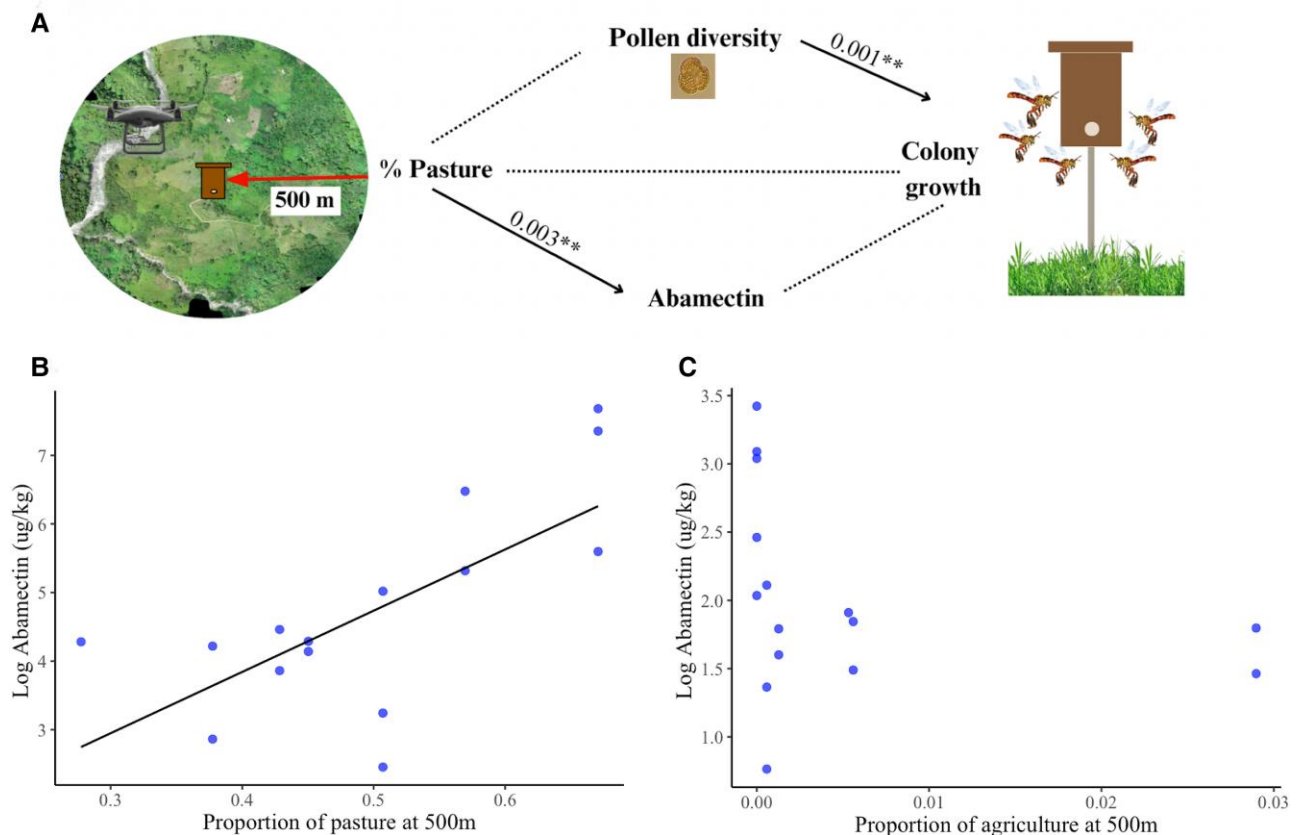 A
Pollen diversity
0.001**
% Pasture
500 m
Colony
growth
0.003**
Abamectin
B
Log Abamectin (ug/kg)
7
6
5
4
3
0.3 0.4 0.5 0.6
Proportion of pasture at 500m
C
Log Abamectin (ug/kg)
3.5
3.0
2.5
2.0
1.5
1.0
0.00 0.01 0.02 0.03
Proportion of agriculture at 500m